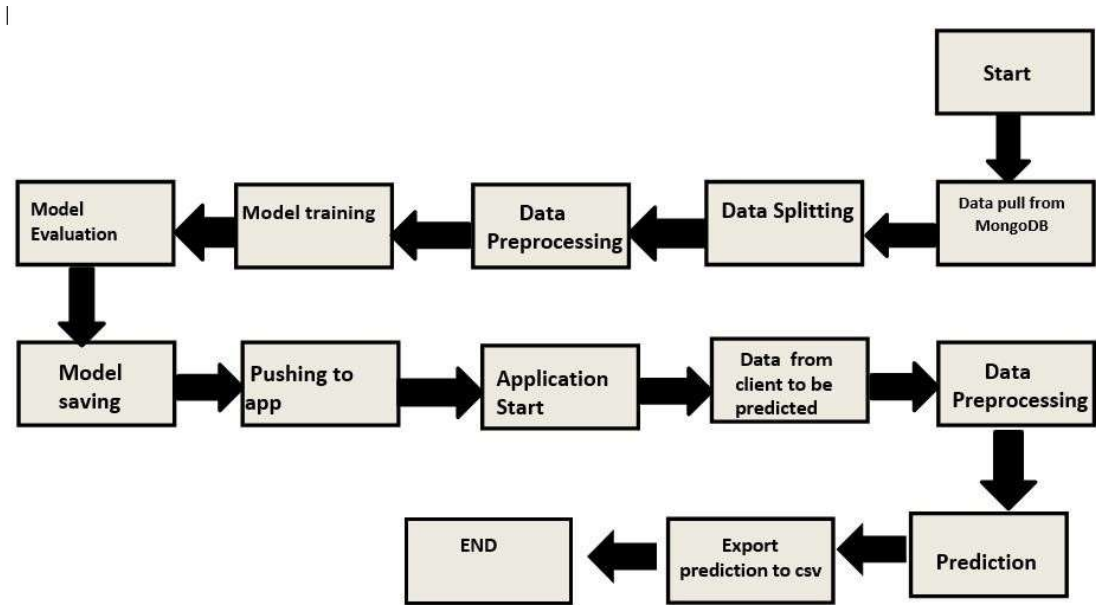 Start
Data pull from
MongoDB
Data Splitting
Data
Preprocessing
Model training
Model
Evaluation
Model
saving
Pushing to
app
Application
Start
Data from
client to be
predicted
Data
Preprocessing
Prediction
Export
prediction to csv
END